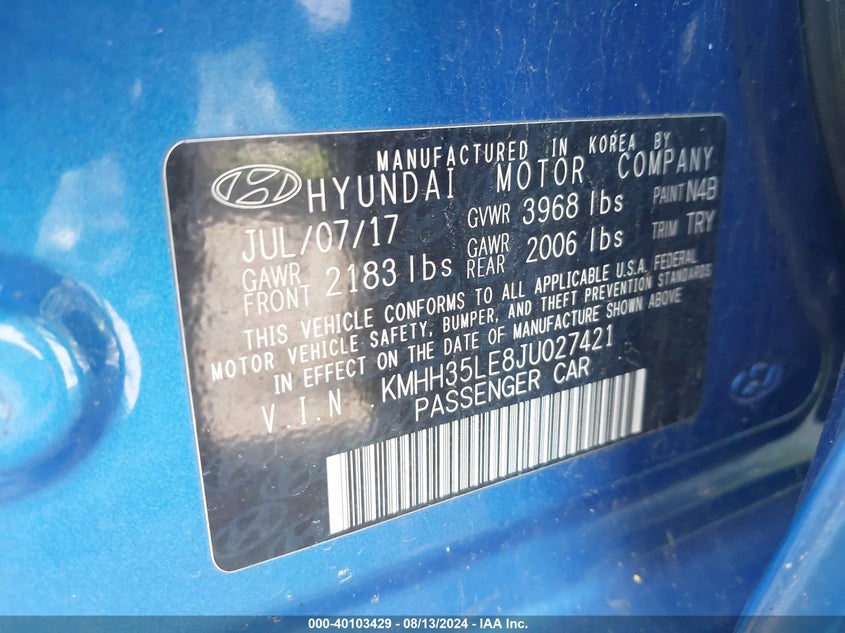 MANUFACTURED IN KOREA BY
HYUNDAI MOTOR COMPANY
JUL/07/17 GVWR 3968 lbs PAINT N4B
GAWR FRONT 2183 lbs GAWR REAR 2006 lbs TRIM TRY
THIS VEHICLE CONFORMS TO ALL APPLICABLE U.S.A. FEDERAL
MOTOR VEHICLE SAFETY, BUMPER, AND THEFT PREVENTION STANDARDS
IN EFFECT ON THE DATE OF MANUFACTURE SHOWN ABOVE
V.I.N KMHH35LE8JU027421
PASSENGER CAR
000-40103429 - 08/13/2024 - IAA Inc.